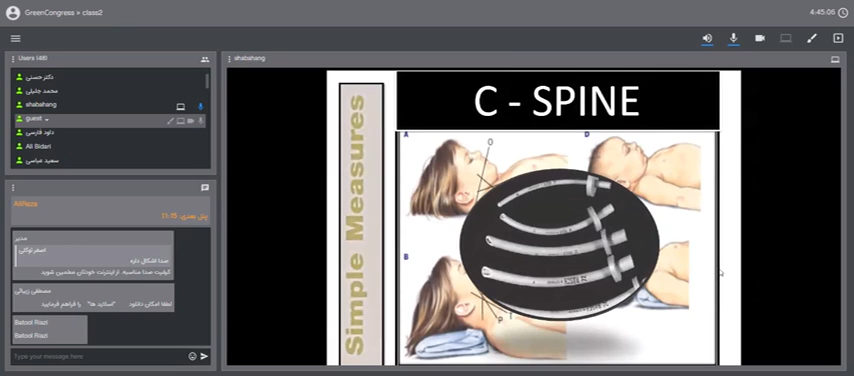 GreenCongress » class2
4:45:06
Users (48)
دکتر حسنی
محمد جلیلی
shabahang
guest
داود فارسی
Ali Bidari
سعید عباسی
AliReza
پنل بعدی: 11:15
مدیر
اصغر توکلی
صدا اشکال داره
کیفیت صدا مناسبه. از اینترنت خودتان مطمئن شوید
مصطفی زیبائی
لطفا امکان دانلود "اسلاید ها" را فراهم فرمایید
Batool Riazi
Batool Riazi
Type your message here
shabahang
C - SPINE
Simple Measures
A
D
O
B
P